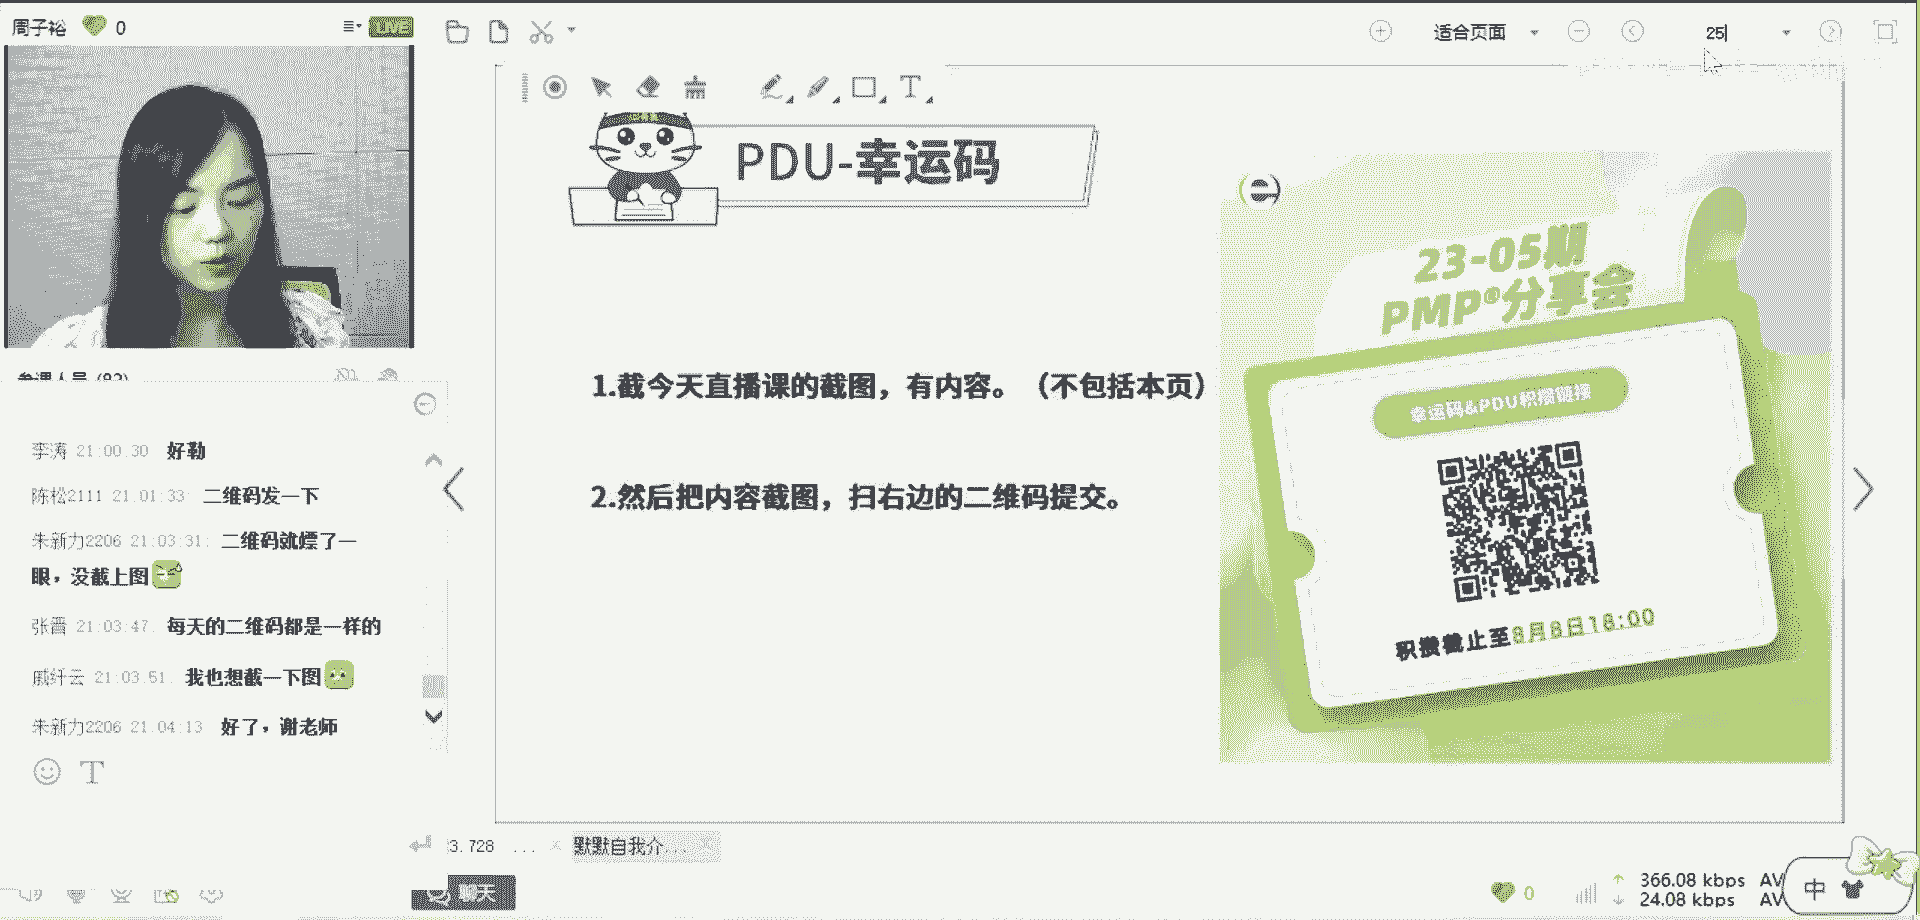 周子裕 0 LIVE
适合页面 25
PDU-幸运码
23-05期
PMP®分享会
幸运码&PDU积攒链接
1.截今天直播课的截图，有内容。（不包括本页）
2.然后把内容截图，扫右边的二维码提交。
积攒截止至8月8日18:00
李涛 21:00:30 好勒
陈松2111 21:01:33 二维码发一下
朱新力2206 21:03:31: 二维码就瞟了一
眼，没截上图
张晋 21:03:47 每天的二维码都是一样的
戚纤云 21:03:51 我也想截一下图
朱新力2206 21:04:13 好了，谢老师
T
3.728 ... 默默自我介...
聊天
0 366.08 kbps AV
24.08 kbps AV
中